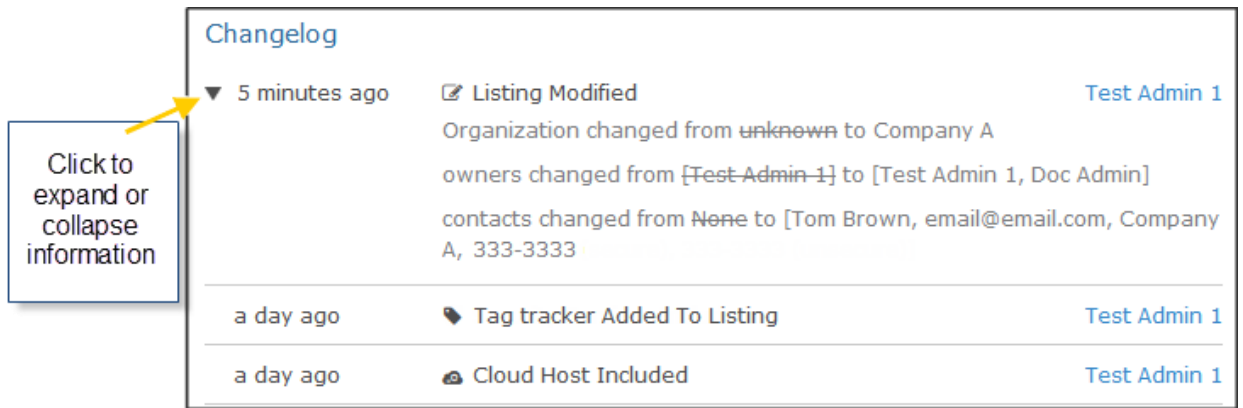 Changelog
5 minutes ago Listing Modified Test Admin 1
Organization changed from unknown to Company A
owners changed from [Test Admin 1] to [Test Admin 1, Doc Admin]
contacts changed from None to [Tom Brown, email@email.com, Company
A, 333-3333
a day ago Tag tracker Added To Listing Test Admin 1
a day ago Cloud Host Included Test Admin 1
Click to
expand or
collapse
information